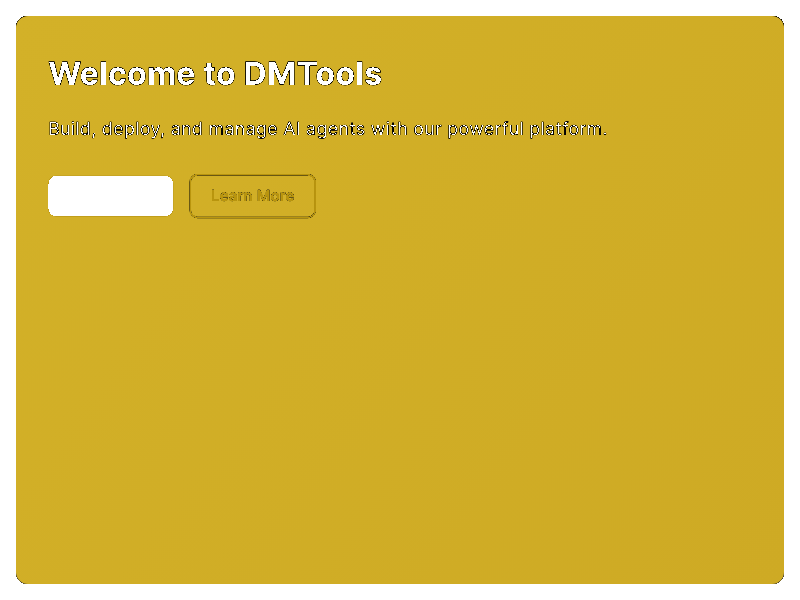 Welcome to DMTools
Build, deploy, and manage AI agents with our powerful platform.
Learn More